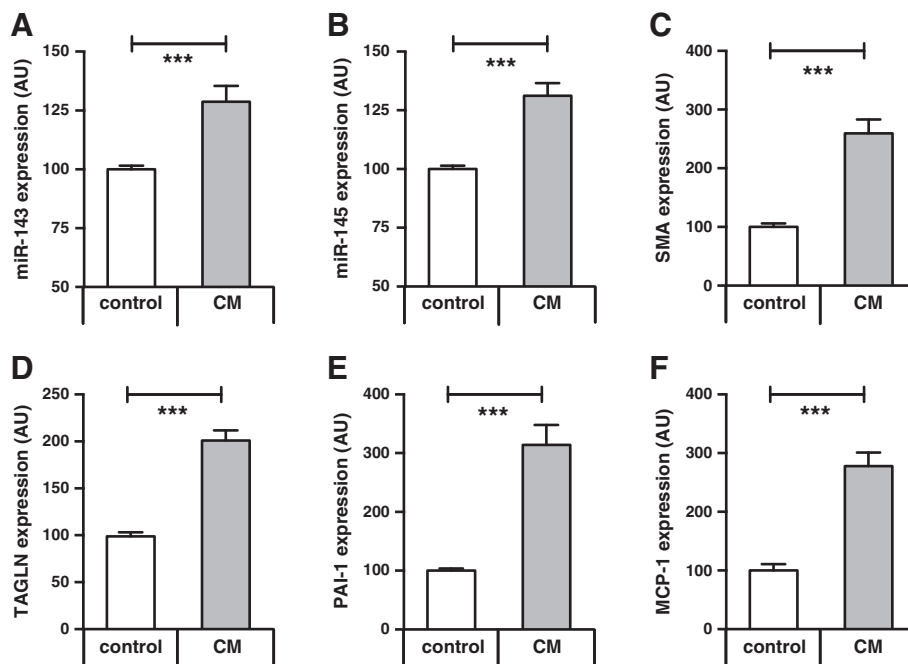 A
miR-143 expression (AU)
150
125
100
75
50
***
control
CM
B
miR-145 expression (AU)
150
125
100
75
50
***
control
CM
C
SMA expression (AU)
400
300
200
100
0
***
control
CM
D
TAGLN expression (AU)
250
200
150
100
50
0
***
control
CM
E
PAI-1 expression (AU)
400
300
200
100
0
***
control
CM
F
MCP-1 expression (AU)
400
300
200
100
0
***
control
CM